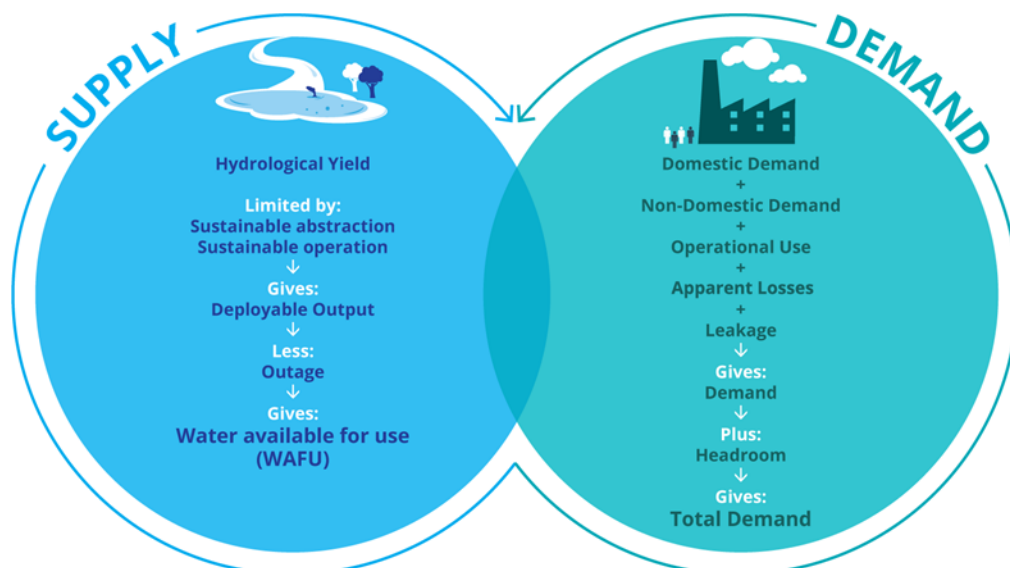 SUPPLY
Hydrological Yield
Limited by:
Sustainable abstraction
Sustainable operation
↓
Gives:
Deployable Output
↓
Less:
Outage
↓
Gives:
Water available for use
(WAFU)
DEMAND
Domestic Demand
+
Non-Domestic Demand
+
Operational Use
+
Apparent Losses
+
Leakage
↓
Gives:
Demand
↓
Plus:
Headroom
↓
Gives:
Total Demand